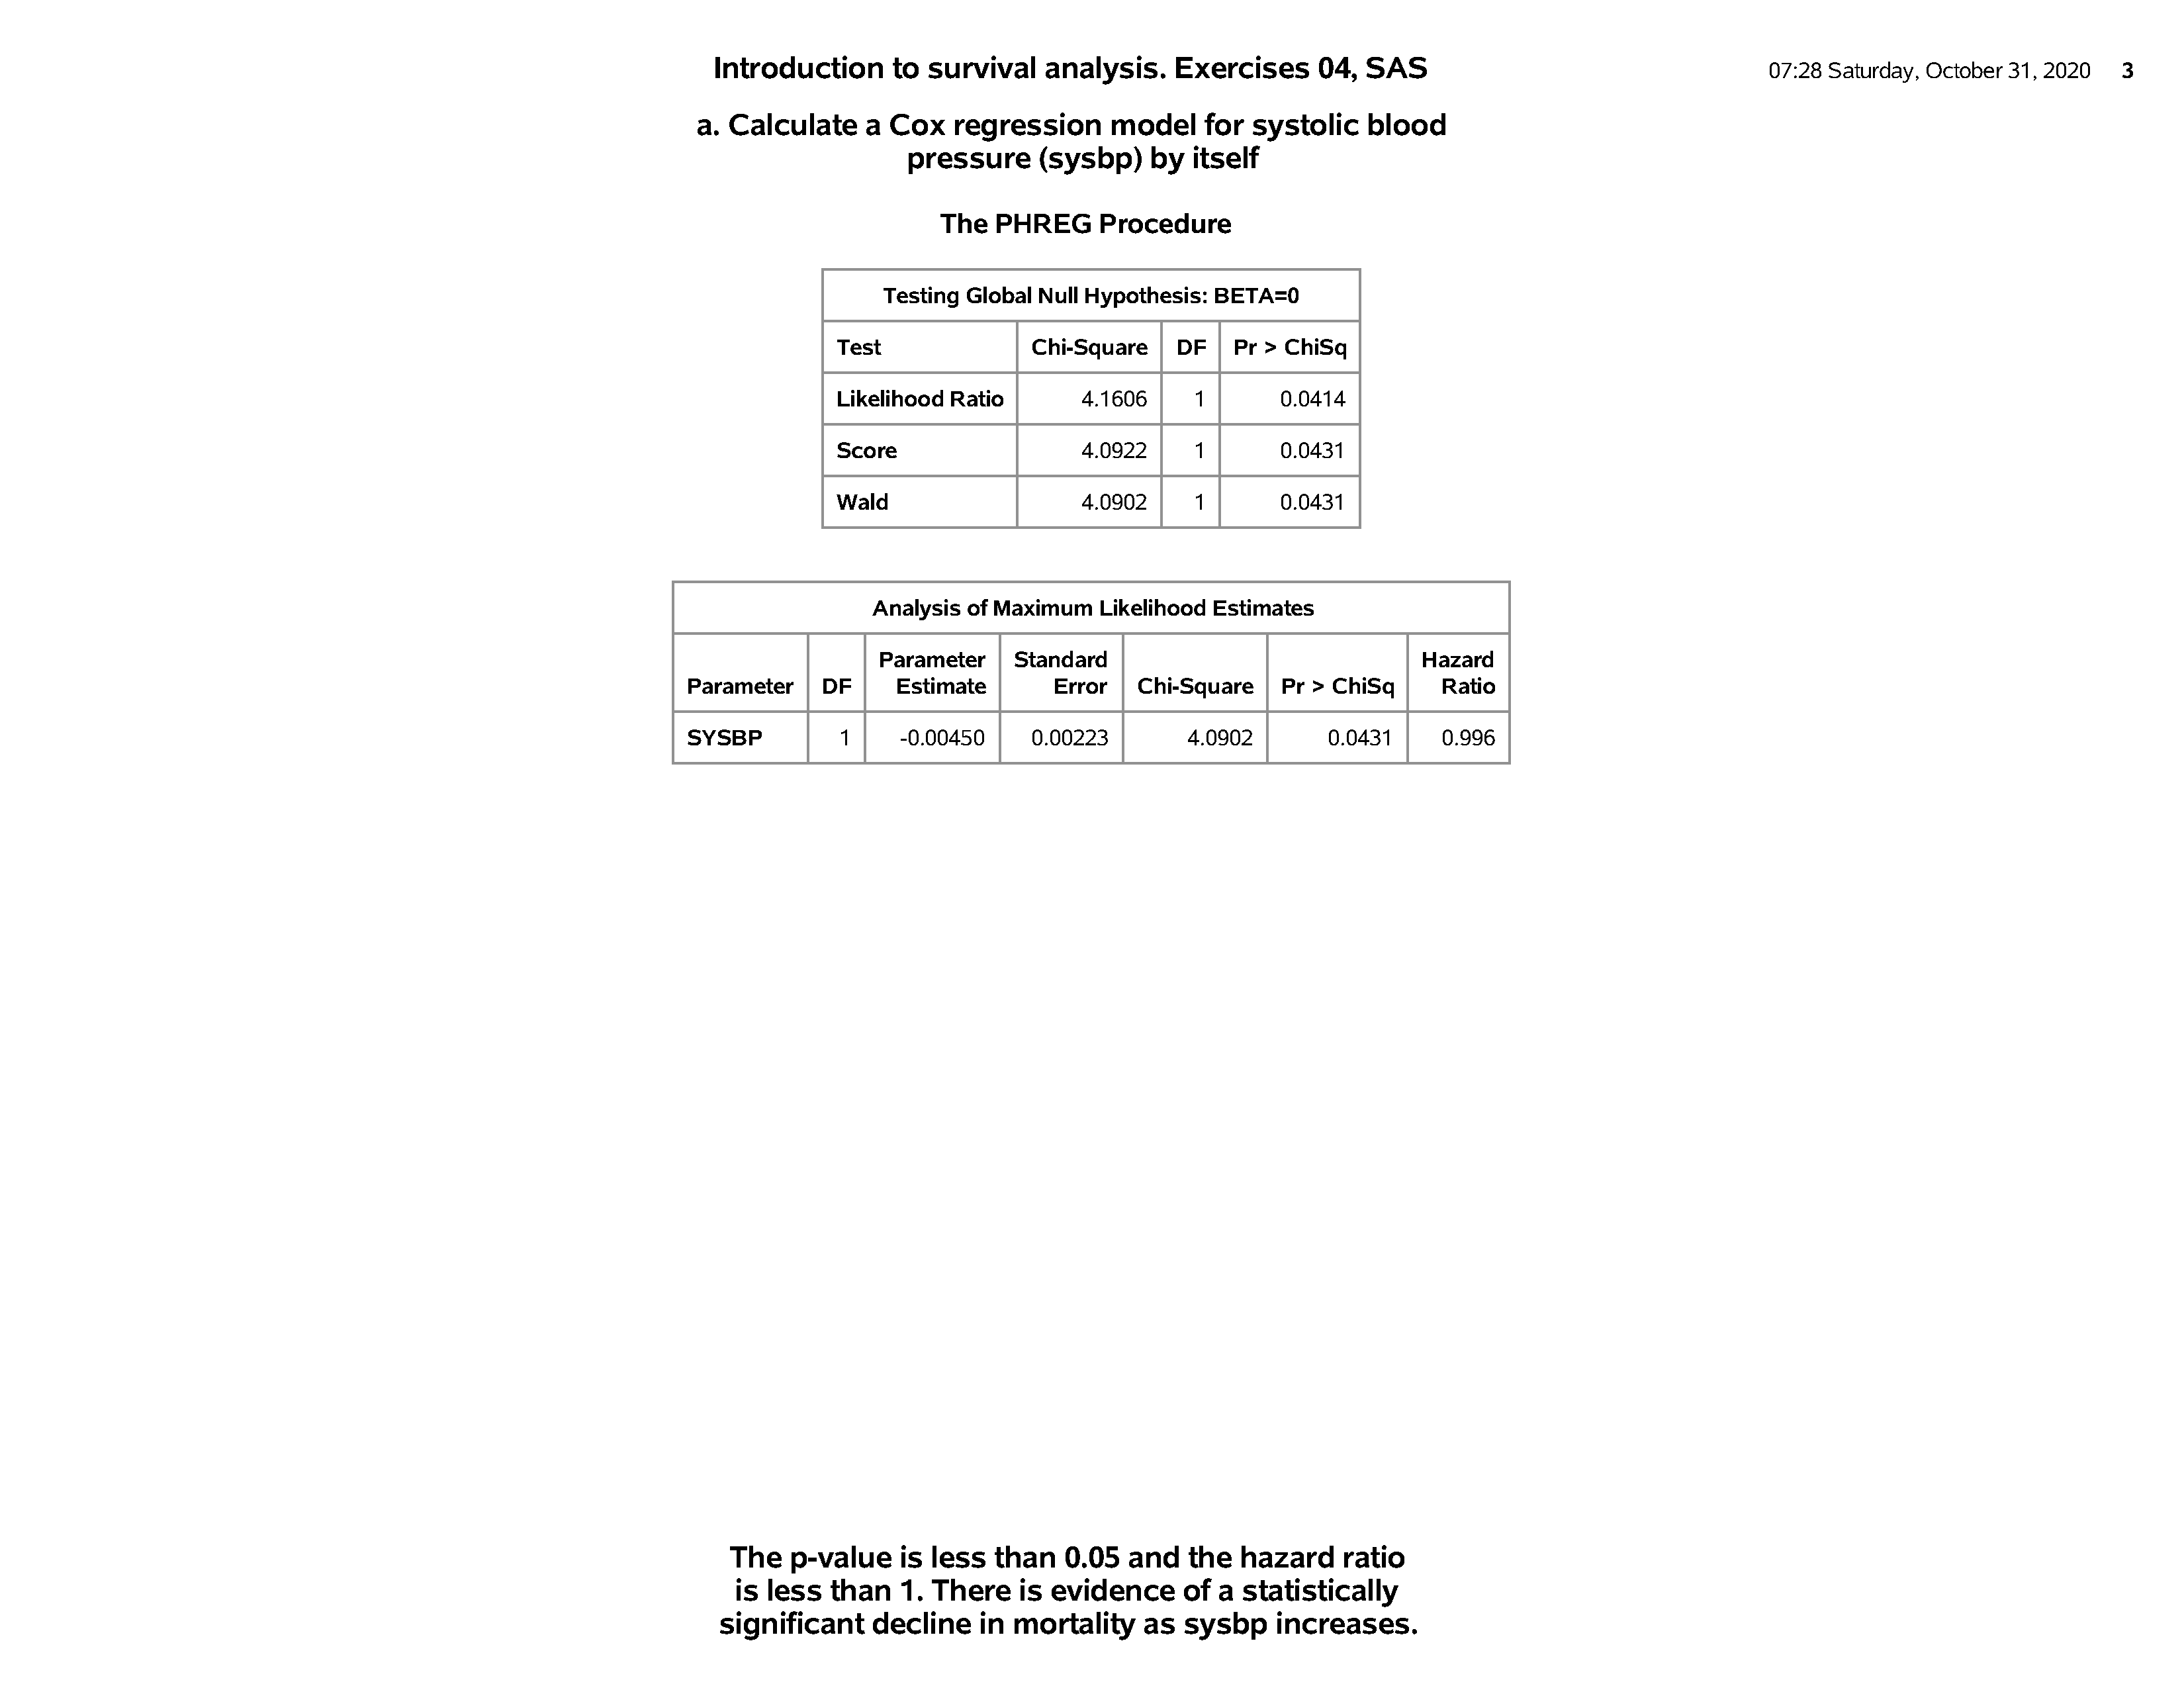 Introduction to survival analysis. Exercises 04, SAS
07:28 Saturday, October 31, 2020 3
a. Calculate a Cox regression model for systolic blood
pressure (sysbp) by itself
The PHREG Procedure
Testing Global Null Hypothesis: BETA=0
Test Chi-Square DF Pr > ChiSq
Likelihood Ratio 4.1606 1 0.0414
Score 4.0922 1 0.0431
Wald 4.0902 1 0.0431
Analysis of Maximum Likelihood Estimates
Parameter Standard Hazard
Parameter DF Estimate Error Chi-Square Pr > ChiSq Ratio
SYSBP 1 -0.00450 0.00223 4.0902 0.0431 0.996
The p-value is less than 0.05 and the hazard ratio
is less than 1. There is evidence of a statistically
significant decline in mortality as sysbp increases.